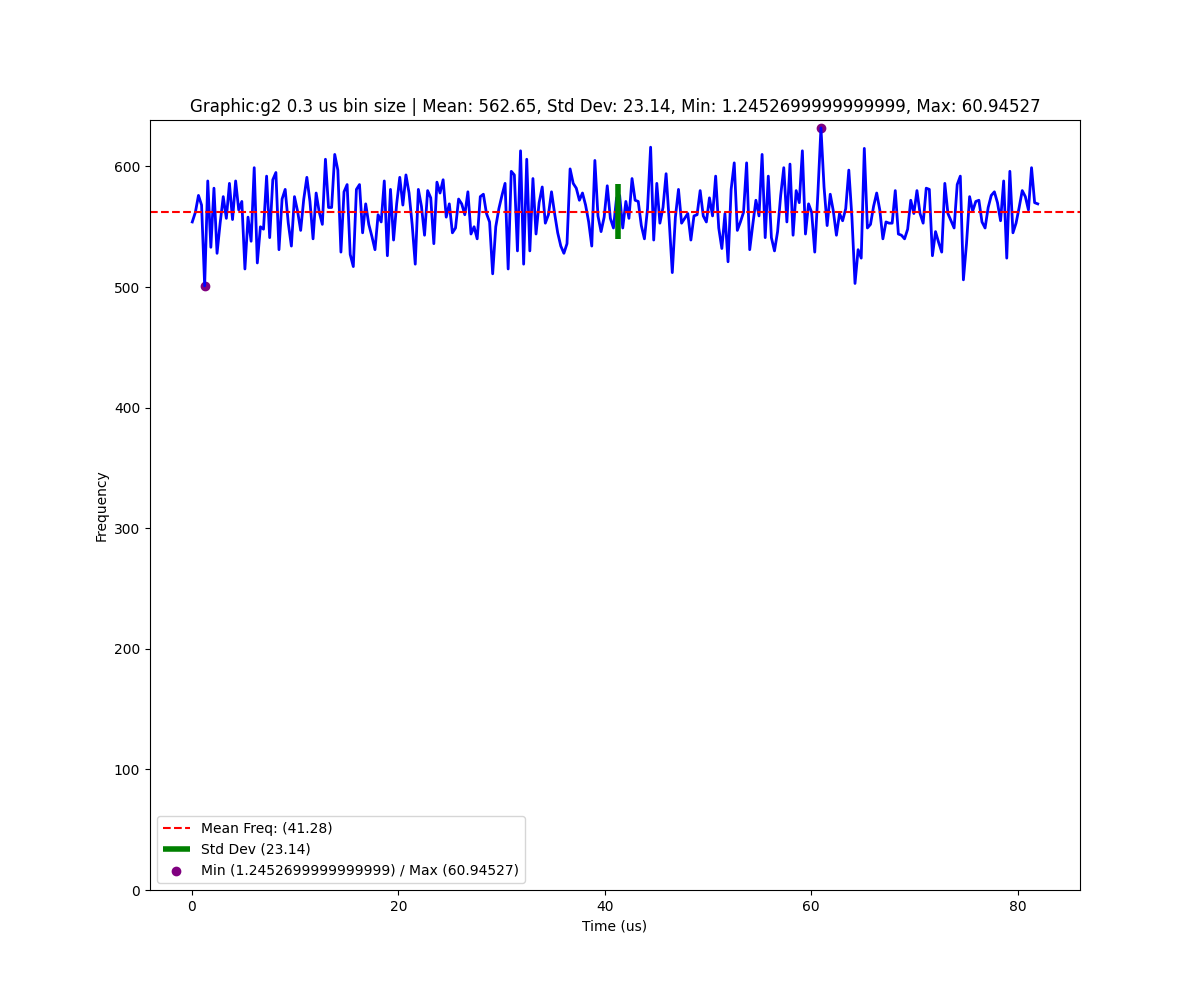 Graphic:g2 0.3 us bin size | Mean: 562.65, Std Dev: 23.14, Min: 1.2452699999999999, Max: 60.94527
600
500
400
300
200
100
0
Frequency
Mean Freq: (41.28)
Std Dev (23.14)
Min (1.2452699999999999) / Max (60.94527)
0 20 40 60 80
Time (us)